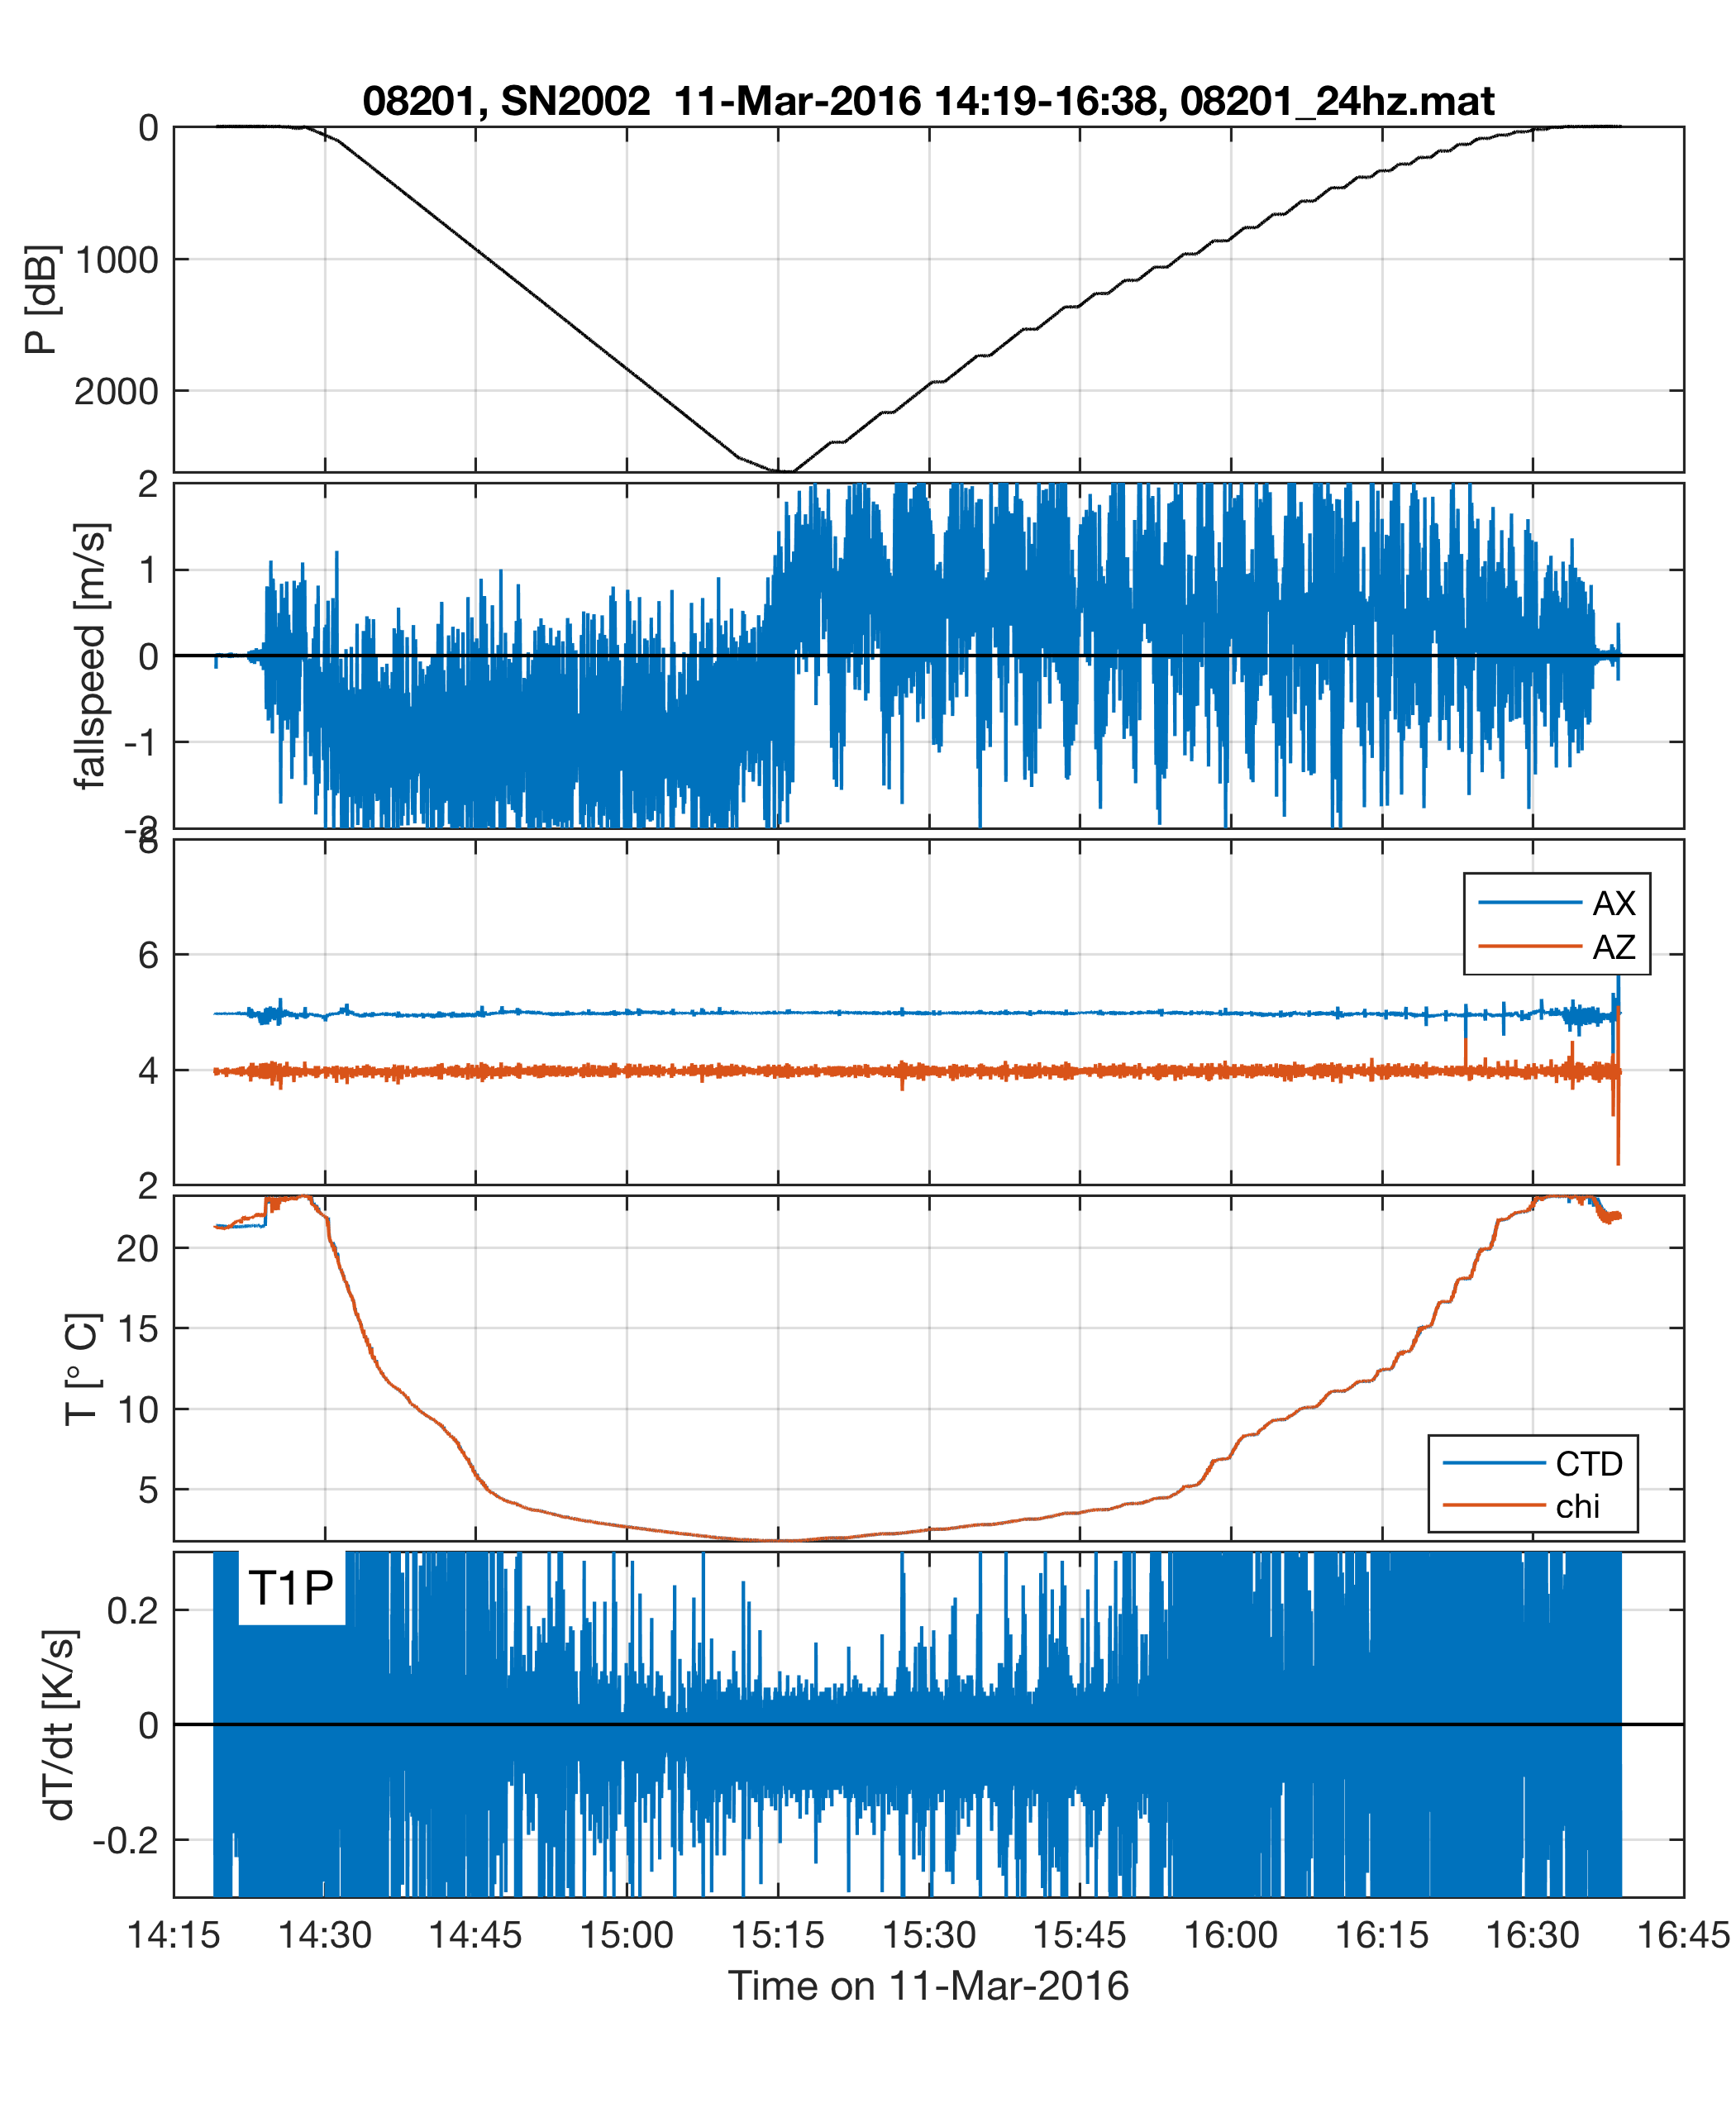 08201, SN2002  11-Mar-2016 14:19-16:38, 08201_24hz.mat
0
1000
2000
P [dB]
2
1
0
-1
-2
fallspeed [m/s]
8
6
4
2
AX
AZ
20
15
10
5
T [° C]
CTD
chi
T1P
0.2
0
-0.2
dT/dt [K/s]
14:15 14:30 14:45 15:00 15:15 15:30 15:45 16:00 16:15 16:30 16:45
Time on 11-Mar-2016